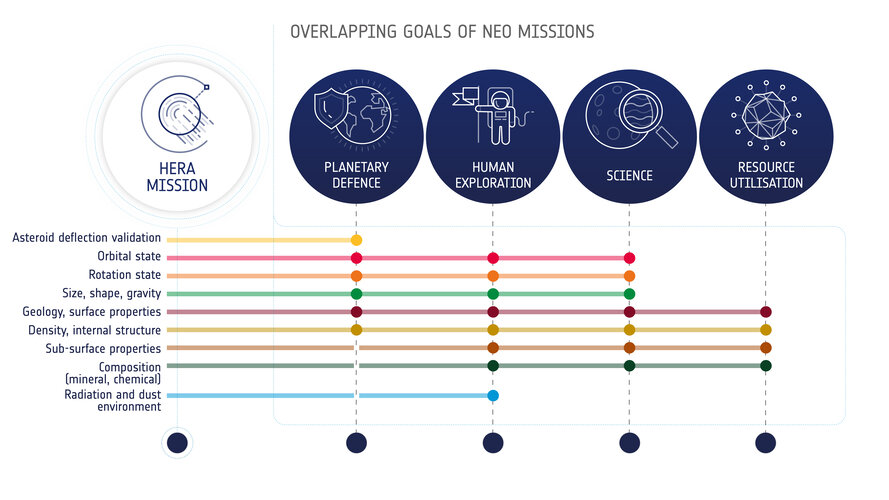 OVERLAPPING GOALS OF NEO MISSIONS
HERA
MISSION
PLANETARY
DEFENCE
HUMAN
EXPLORATION
SCIENCE
RESOURCE
UTILISATION
Asteroid deflection validation
Orbital state
Rotation state
Size, shape, gravity
Geology, surface properties
Density, internal structure
Sub-surface properties
Composition
(mineral, chemical)
Radiation and dust
environment